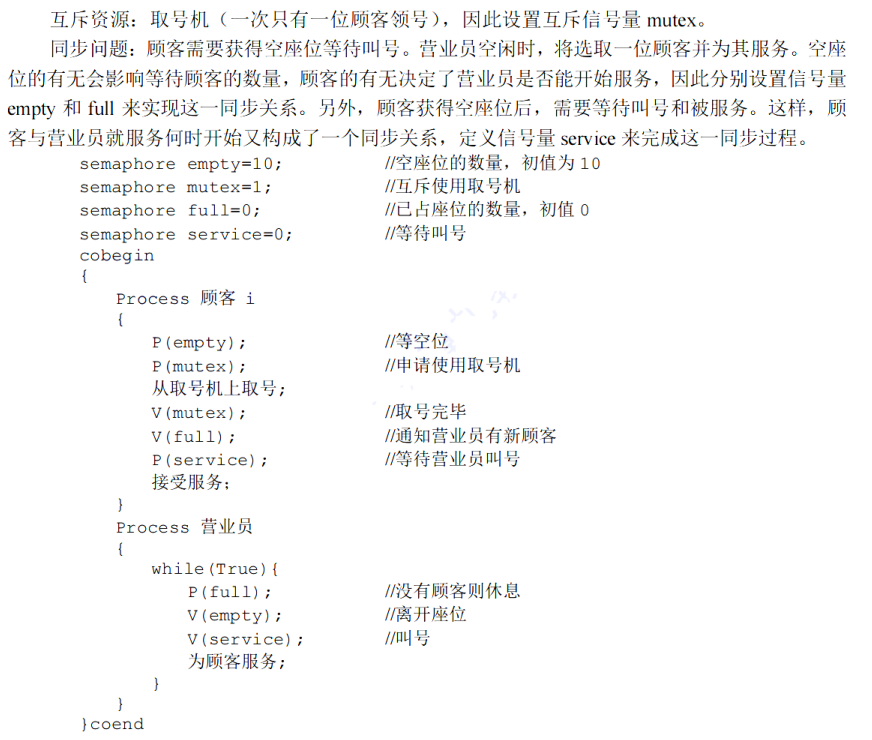 互斥资源：取号机（一次只有一位顾客领号），因此设置互斥信号量 mutex。
同步问题：顾客需要获得空座位等待叫号。营业员空闲时，将选取一位顾客并为其服务。空座
位的有无会影响等待顾客的数量，顾客的有无决定了营业员是否能开始服务，因此分别设置信号量
empty 和 full 来实现这一同步关系。另外，顾客获得空座位后，需要等待叫号和被服务。这样，顾
客与营业员就服务何时开始又构成了一个同步关系，定义信号量 service 来完成这一同步过程。
semaphore empty=10; //空座位的数量，初值为 10
semaphore mutex=1; //互斥使用取号机
semaphore full=0; //已占座位的数量，初值 0
semaphore service=0; //等待叫号
cobegin
{
Process 顾客 i
{
P(empty); //等空位
P(mutex); //申请使用取号机
从取号机上取号;
V(mutex); //取号完毕
V(full); //通知营业员有新顾客
P(service); //等待营业员叫号
接受服务;
}
Process 营业员
{
while(True){
P(full); //没有顾客则休息
V(empty); //离开座位
V(service); //叫号
为顾客服务;
}
}
}coend